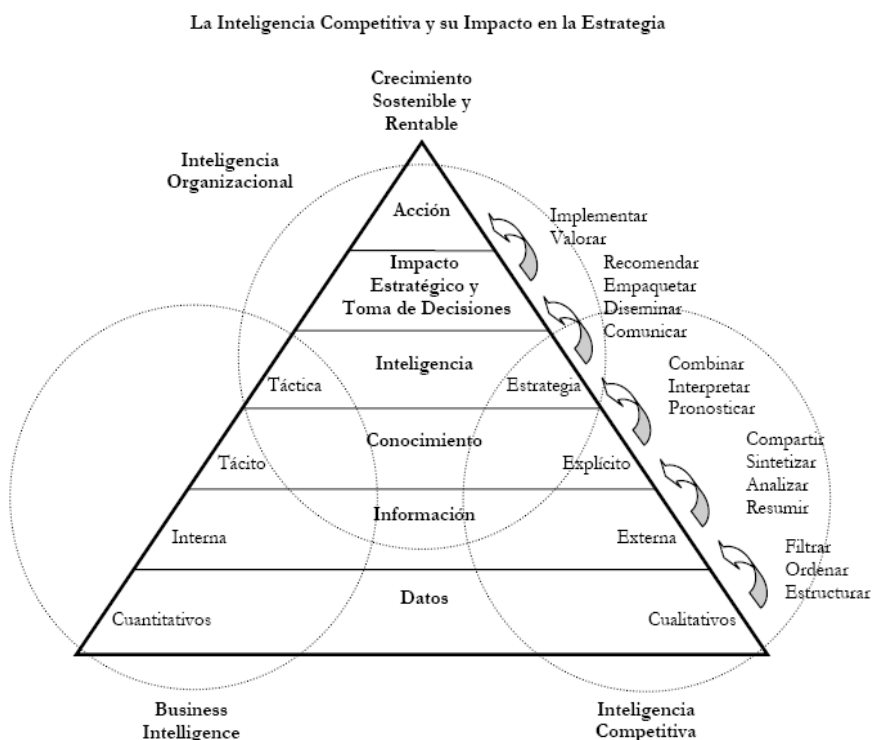 La Inteligencia Competitiva y su Impacto en la Estrategia
Crecimiento
Sostenible y
Rentable
Inteligencia
Organizacional
Acción
Implementar
Valorar
Impacto
Estratégico y
Toma de Decisiones
Recomendar
Empaquetar
Diseminar
Comunicar
Inteligencia
Táctica
Estrategia
Combinar
Interpretar
Pronosticar
Conocimiento
Tácito
Explícito
Compartir
Sintetizar
Analizar
Resumir
Información
Interna
Externa
Filtrar
Ordenar
Estructurar
Datos
Cuantitativos
Cualitativos
Business
Intelligence
Inteligencia
Competitiva